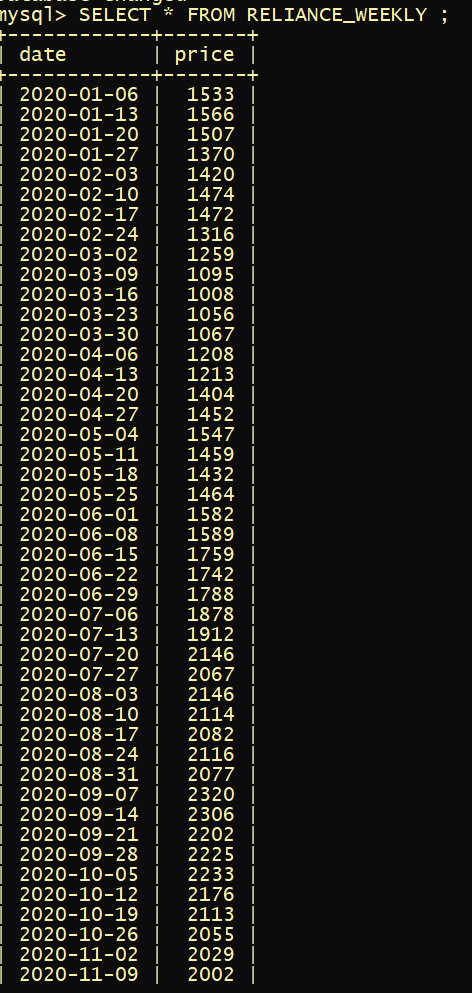 mysql> SELECT * FROM RELIANCE_WEEKLY ;
+------------+-------+
| date       | price |
+------------+-------+
| 2020-01-06 |  1533 |
| 2020-01-13 |  1566 |
| 2020-01-20 |  1507 |
| 2020-01-27 |  1370 |
| 2020-02-03 |  1420 |
| 2020-02-10 |  1474 |
| 2020-02-17 |  1472 |
| 2020-02-24 |  1316 |
| 2020-03-02 |  1259 |
| 2020-03-09 |  1095 |
| 2020-03-16 |  1008 |
| 2020-03-23 |  1056 |
| 2020-03-30 |  1067 |
| 2020-04-06 |  1208 |
| 2020-04-13 |  1213 |
| 2020-04-20 |  1404 |
| 2020-04-27 |  1452 |
| 2020-05-04 |  1547 |
| 2020-05-11 |  1459 |
| 2020-05-18 |  1432 |
| 2020-05-25 |  1464 |
| 2020-06-01 |  1582 |
| 2020-06-08 |  1589 |
| 2020-06-15 |  1759 |
| 2020-06-22 |  1742 |
| 2020-06-29 |  1788 |
| 2020-07-06 |  1878 |
| 2020-07-13 |  1912 |
| 2020-07-20 |  2146 |
| 2020-07-27 |  2067 |
| 2020-08-03 |  2146 |
| 2020-08-10 |  2114 |
| 2020-08-17 |  2082 |
| 2020-08-24 |  2116 |
| 2020-08-31 |  2077 |
| 2020-09-07 |  2320 |
| 2020-09-14 |  2306 |
| 2020-09-21 |  2202 |
| 2020-09-28 |  2225 |
| 2020-10-05 |  2233 |
| 2020-10-12 |  2176 |
| 2020-10-19 |  2113 |
| 2020-10-26 |  2055 |
| 2020-11-02 |  2029 |
| 2020-11-09 |  2002 |